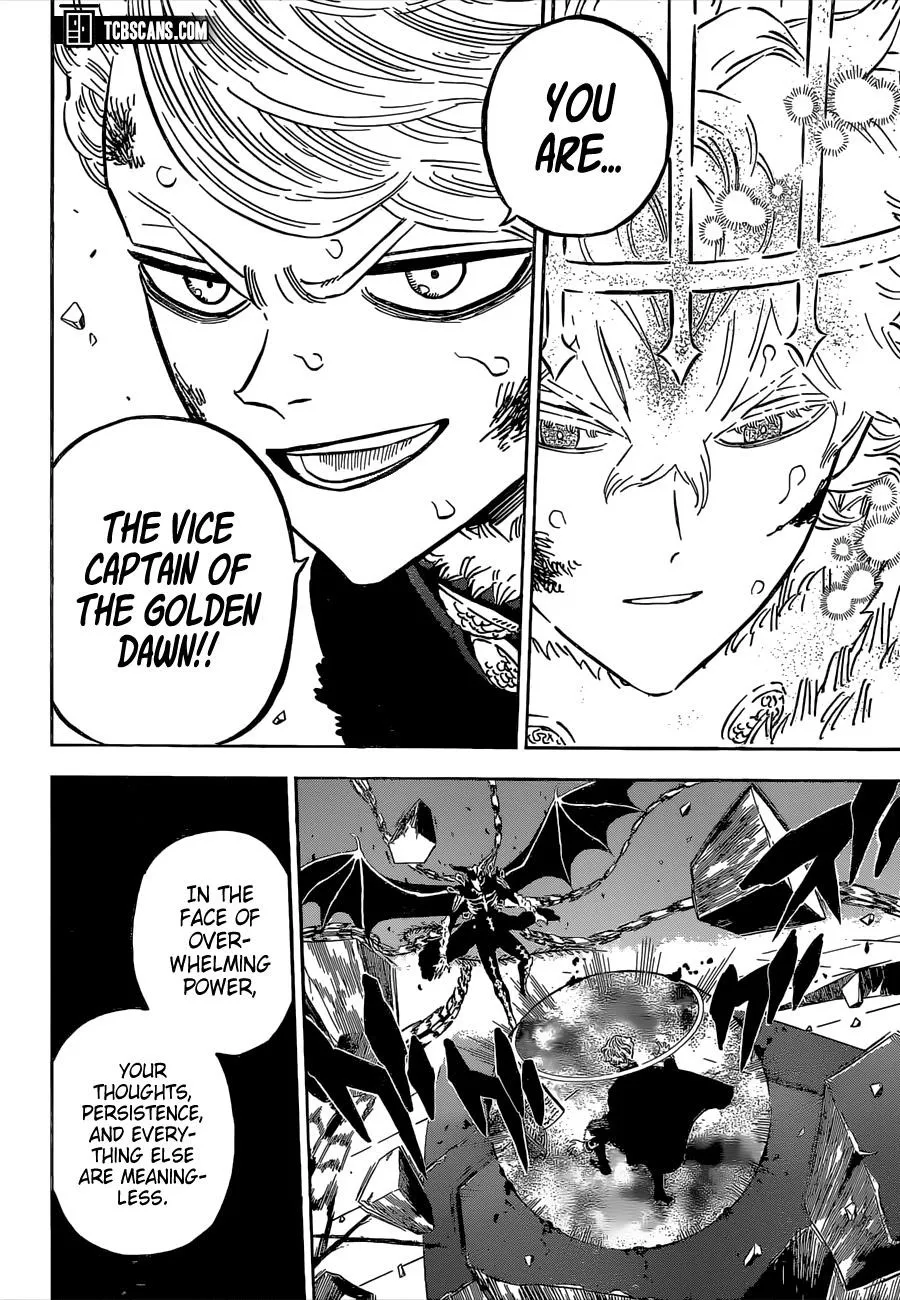 TCBSCANS.COM
YOU
ARE...
THE VICE
CAPTAIN OF
THE GOLDEN
DAWN!!
IN THE
FACE OF
OVER-
WHELMING
POWER,
YOUR
THOUGHTS,
PERSISTENCE,
AND EVERY-
THING ELSE
ARE MEANING-
LESS.